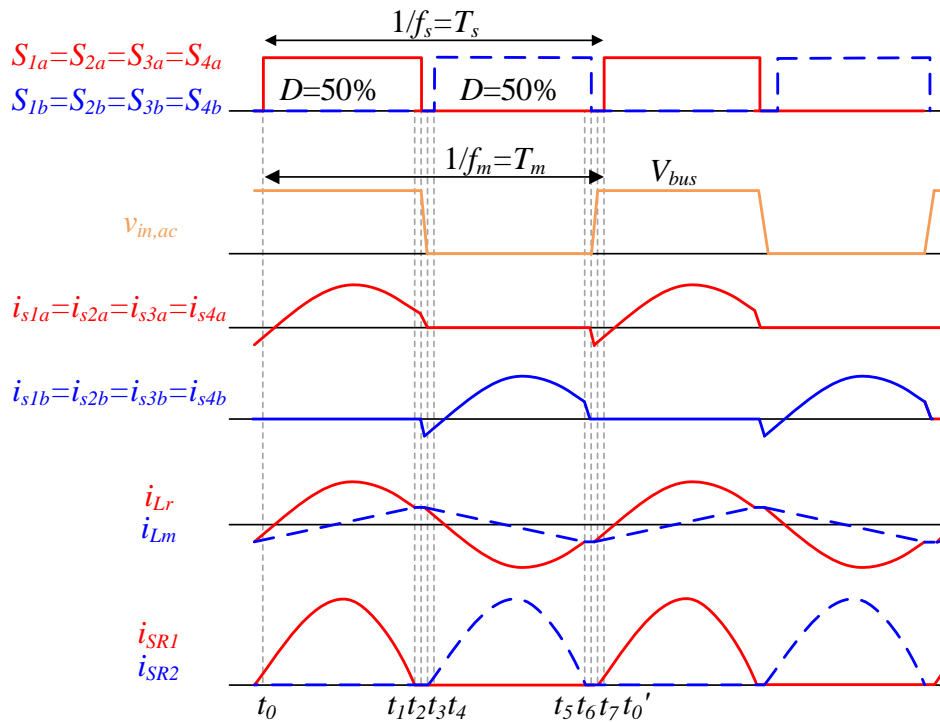 1/fₛ=Tₛ
S₁ₐ=S₂ₐ=S₃ₐ=S₄ₐ
S1b=S2b=S3b=S4b
D=50%
D=50%
1/fₘ=Tₘ
Vbus
vin,ac
is1a=is2a=is3a=is4a
is1b=is2b=is3b=is4b
iLr
iLm
iSR1
iSR2
t₀ t₁t₂t₃t₄ t₅t₆t₇t₀'